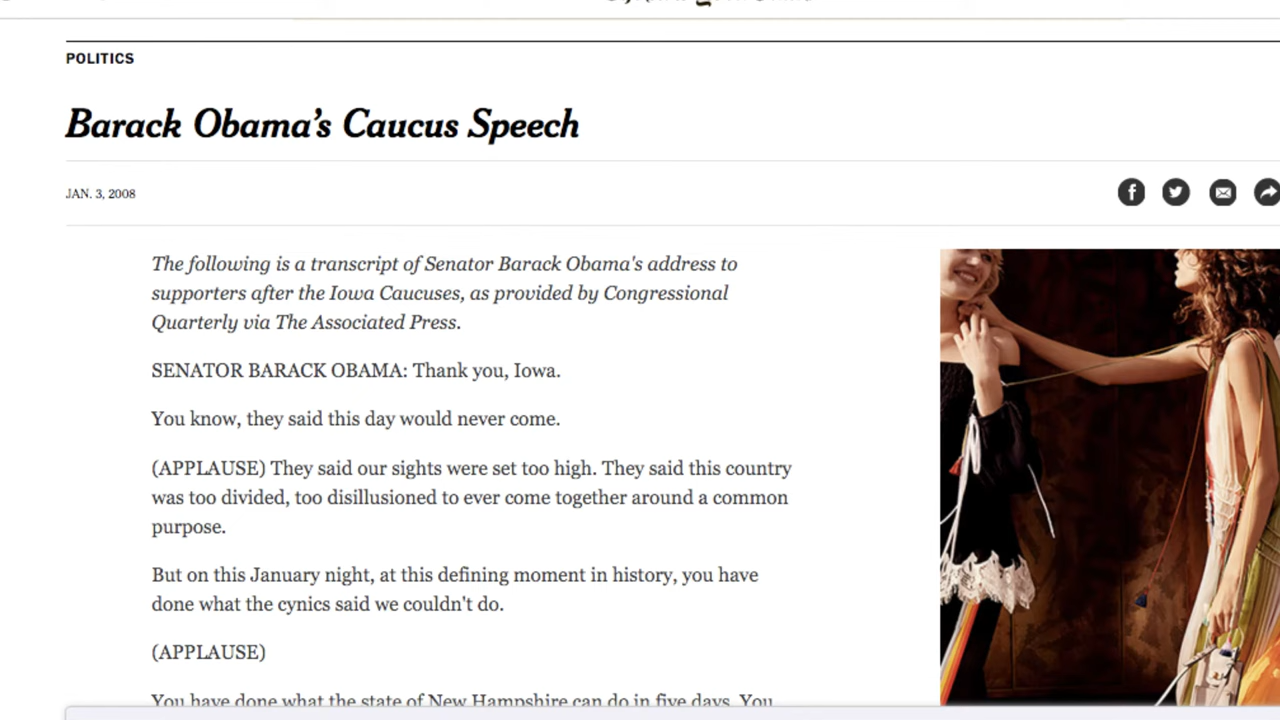 POLITICS
Barack Obama's Caucus Speech
JAN. 3, 2008
The following is a transcript of Senator Barack Obama's address to
supporters after the Iowa Caucuses, as provided by Congressional
Quarterly via The Associated Press.
SENATOR BARACK OBAMA: Thank you, Iowa.
You know, they said this day would never come.
(APPLAUSE) They said our sights were set too high. They said this country
was too divided, too disillusioned to ever come together around a common
purpose.
But on this January night, at this defining moment in history, you have
done what the cynics said we couldn't do.
(APPLAUSE)
You have done what the state of New Hampshire can do in five days. You